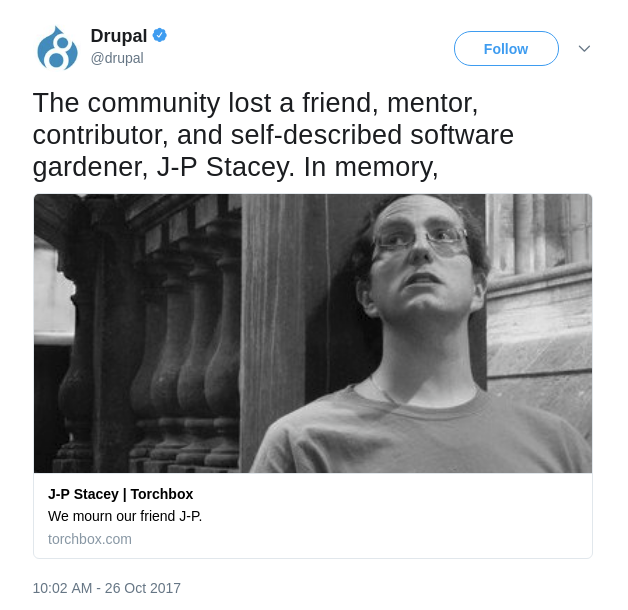 Drupal
@drupal
Follow
The community lost a friend, mentor,
contributor, and self-described software
gardener, J-P Stacey. In memory,
J-P Stacey | Torchbox
We mourn our friend J-P.
torchbox.com
10:02 AM - 26 Oct 2017